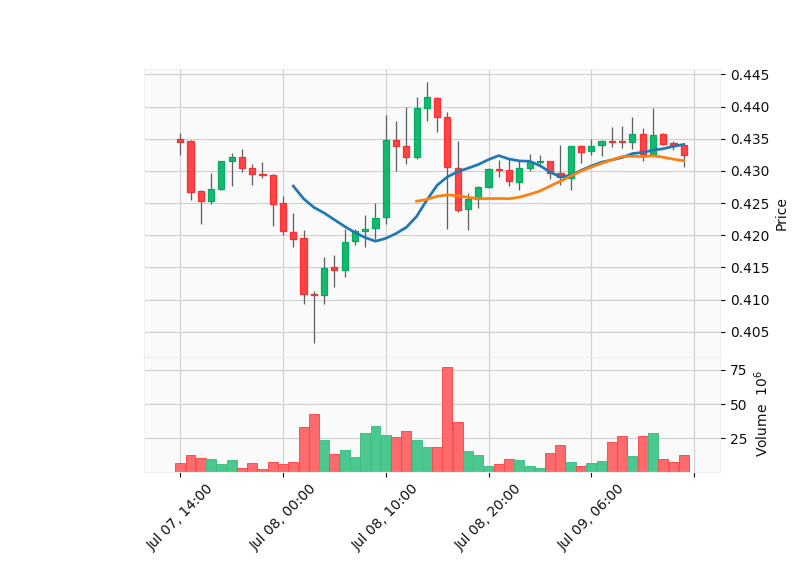 0.445
0.440
0.435
0.430
0.425
0.420
0.415
0.410
0.405
Price
75
50
25
Volume 10^6
Jul 07, 14:00
Jul 08, 00:00
Jul 08, 10:00
Jul 08, 20:00
Jul 09, 06:00